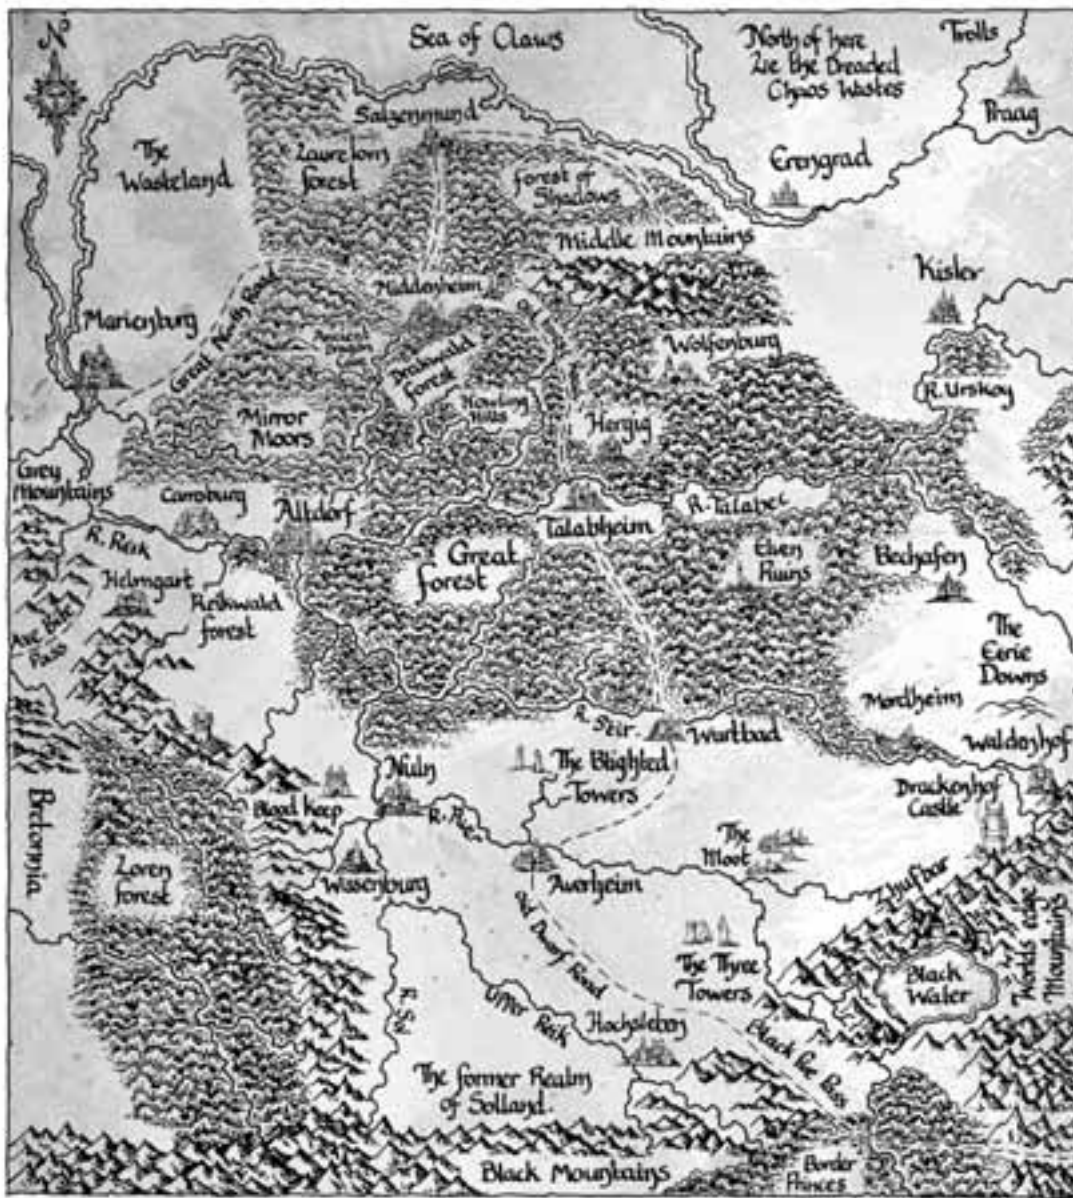 N
Sea of Claws
North of here
Lie the Dreaded
Chaos Wastes
Trolls
Praag
Salzenmund
The
Wasteland
Laurelorn
forest
forest of
Shadows
Erengrad
Middle Mountains
Kislev
Middenheim
Great North Road
Old
Marienburg
Drakwald
forest
Wolfenburg
Howling
Hills
R. Urskoy
Mirror
Moors
Hergig
Grey
Mountains
Carroburg
Altdorf
Talabheim
R. Talabec
R. Reik
Great
forest
Elven
Ruins
Bechafen
Helmgart
Reikwald
forest
Axe Bite
Pass
The
Eerie
Downs
Mordheim
R. Stir.
Wurtbad
Waldenhof
Nuln
The Blighted
Towers
Drackenhof
Castle
Blood Keep
Bretonnia
R. Reik
The
Moot
Loren
forest
Wissenburg
Averheim
Zhufbar
Old Dwarf Road
Worlds edge
Mountains
The Three
Towers
Black
Water
Upper Reik
Hochsleben
Black Fire Pass
The former Realm
of Solland.
Black Mountains
Border
Princes